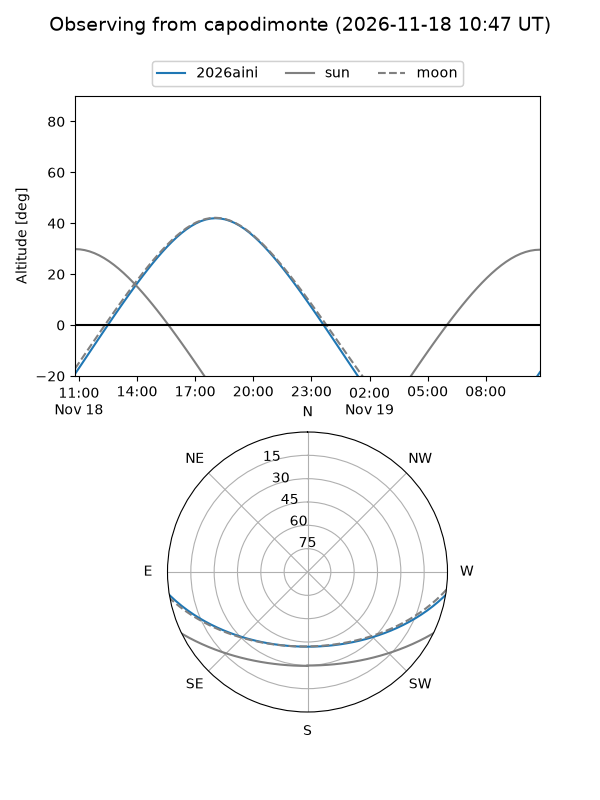 Observing from capodimonte (2026-11-18 10:47 UT)
2026aini sun moon
Altitude [deg]
80
60
40
20
0
−20
11:00 14:00 17:00 20:00 23:00 02:00 05:00 08:00
Nov 18 Nov 19
N
NE NW
15
30
45
60
75
E W
SE SW
S